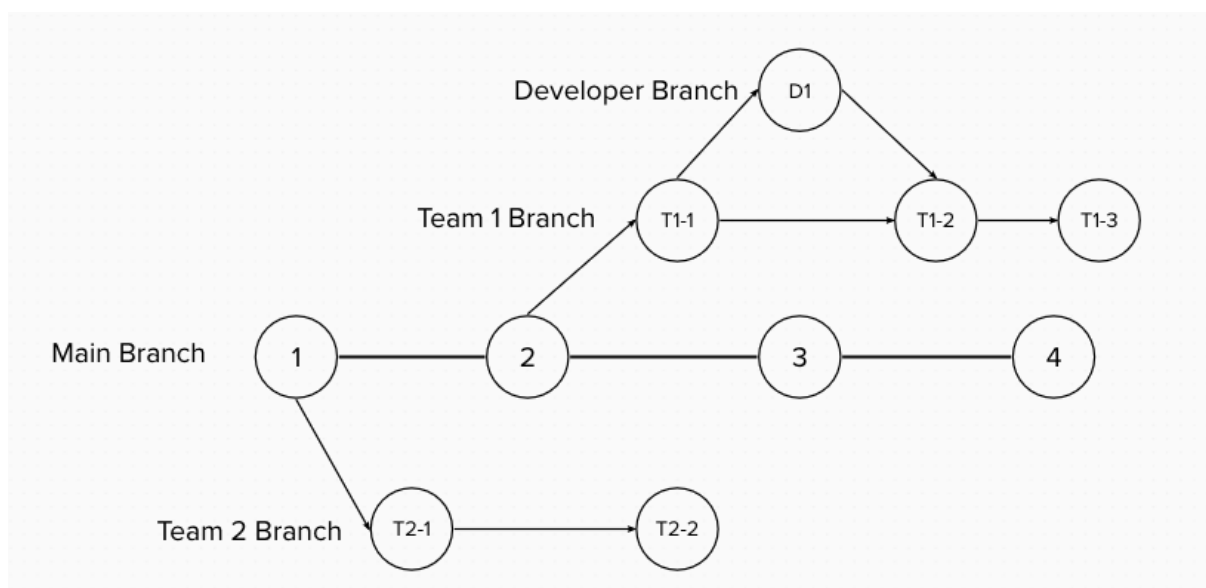 Developer Branch
D1
Team 1 Branch
T1-1
T1-2
T1-3
Main Branch
1
2
3
4
Team 2 Branch
T2-1
T2-2